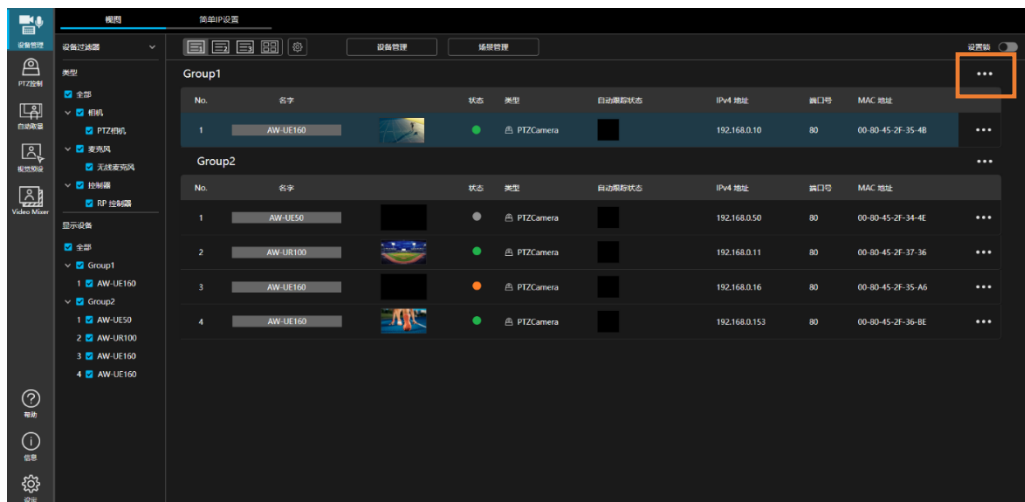 视图
简单IP设置
设备管理
PTZ控制
自动取景
视觉预设
Video Mixer
帮助
信息
设定
设备过滤器
类型
全部
相机
PTZ相机
麦克风
无线麦克风
控制器
RP 控制器
显示设备
全部
Group1
1 AW-UE160
Group2
1 AW-UE50
2 AW-UR100
3 AW-UE160
4 AW-UE160
设备管理 场景管理 设置锁
Group1
No. 名字 状态 类型 自动跟踪状态 IPv4 地址 端口号 MAC 地址
1 AW-UE160 PTZCamera 192.168.0.10 80 00-80-45-2F-35-4B
Group2
No. 名字 状态 类型 自动跟踪状态 IPv4 地址 端口号 MAC 地址
1 AW-UE50 PTZCamera 192.168.0.50 80 00-80-45-2F-34-4E
2 AW-UR100 PTZCamera 192.168.0.11 80 00-80-45-2F-37-36
3 AW-UE160 PTZCamera 192.168.0.16 80 00-80-45-2F-35-A6
4 AW-UE160 PTZCamera 192.168.0.153 80 00-80-45-2F-36-BE